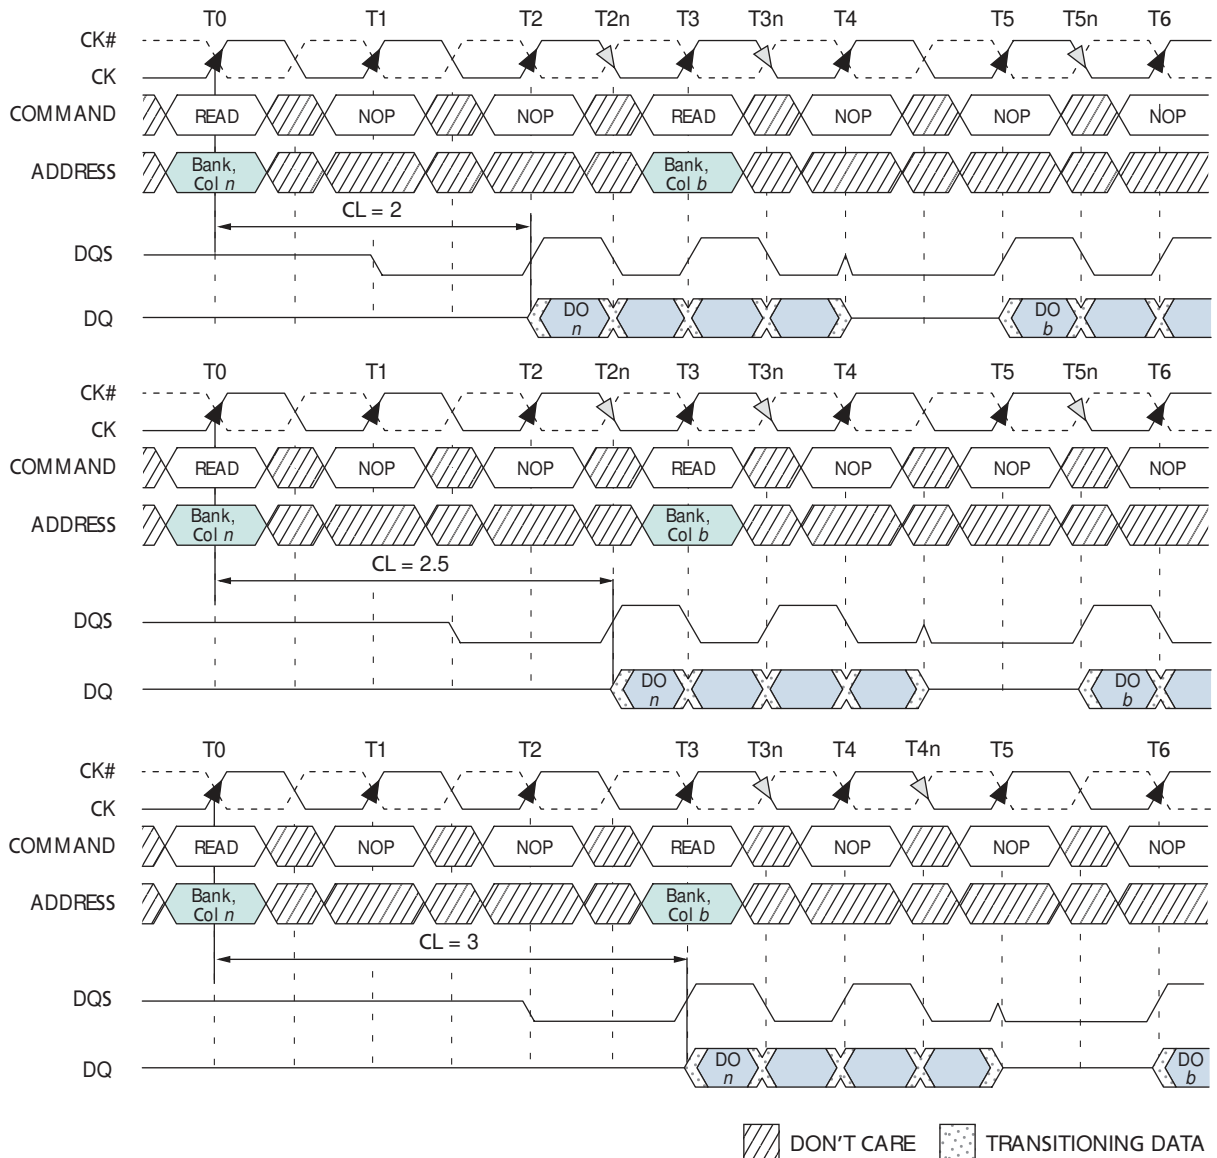 T0 T1 T2 T2n T3 T3n T4 T5 T5n T6
CK#
CK
COMMAND READ NOP NOP READ NOP NOP NOP
ADDRESS Bank, Col n Bank, Col b
CL = 2
DQS
DQ DO n DO b
T0 T1 T2 T2n T3 T3n T4 T5 T5n T6
CK#
CK
COMMAND READ NOP NOP READ NOP NOP NOP
ADDRESS Bank, Col n Bank, Col b
CL = 2.5
DQS
DQ DO n DO b
T0 T1 T2 T3 T3n T4 T4n T5 T6
CK#
CK
COMMAND READ NOP NOP READ NOP NOP NOP
ADDRESS Bank, Col n Bank, Col b
CL = 3
DQS
DQ DO n DO b
DON'T CARE TRANSITIONING DATA